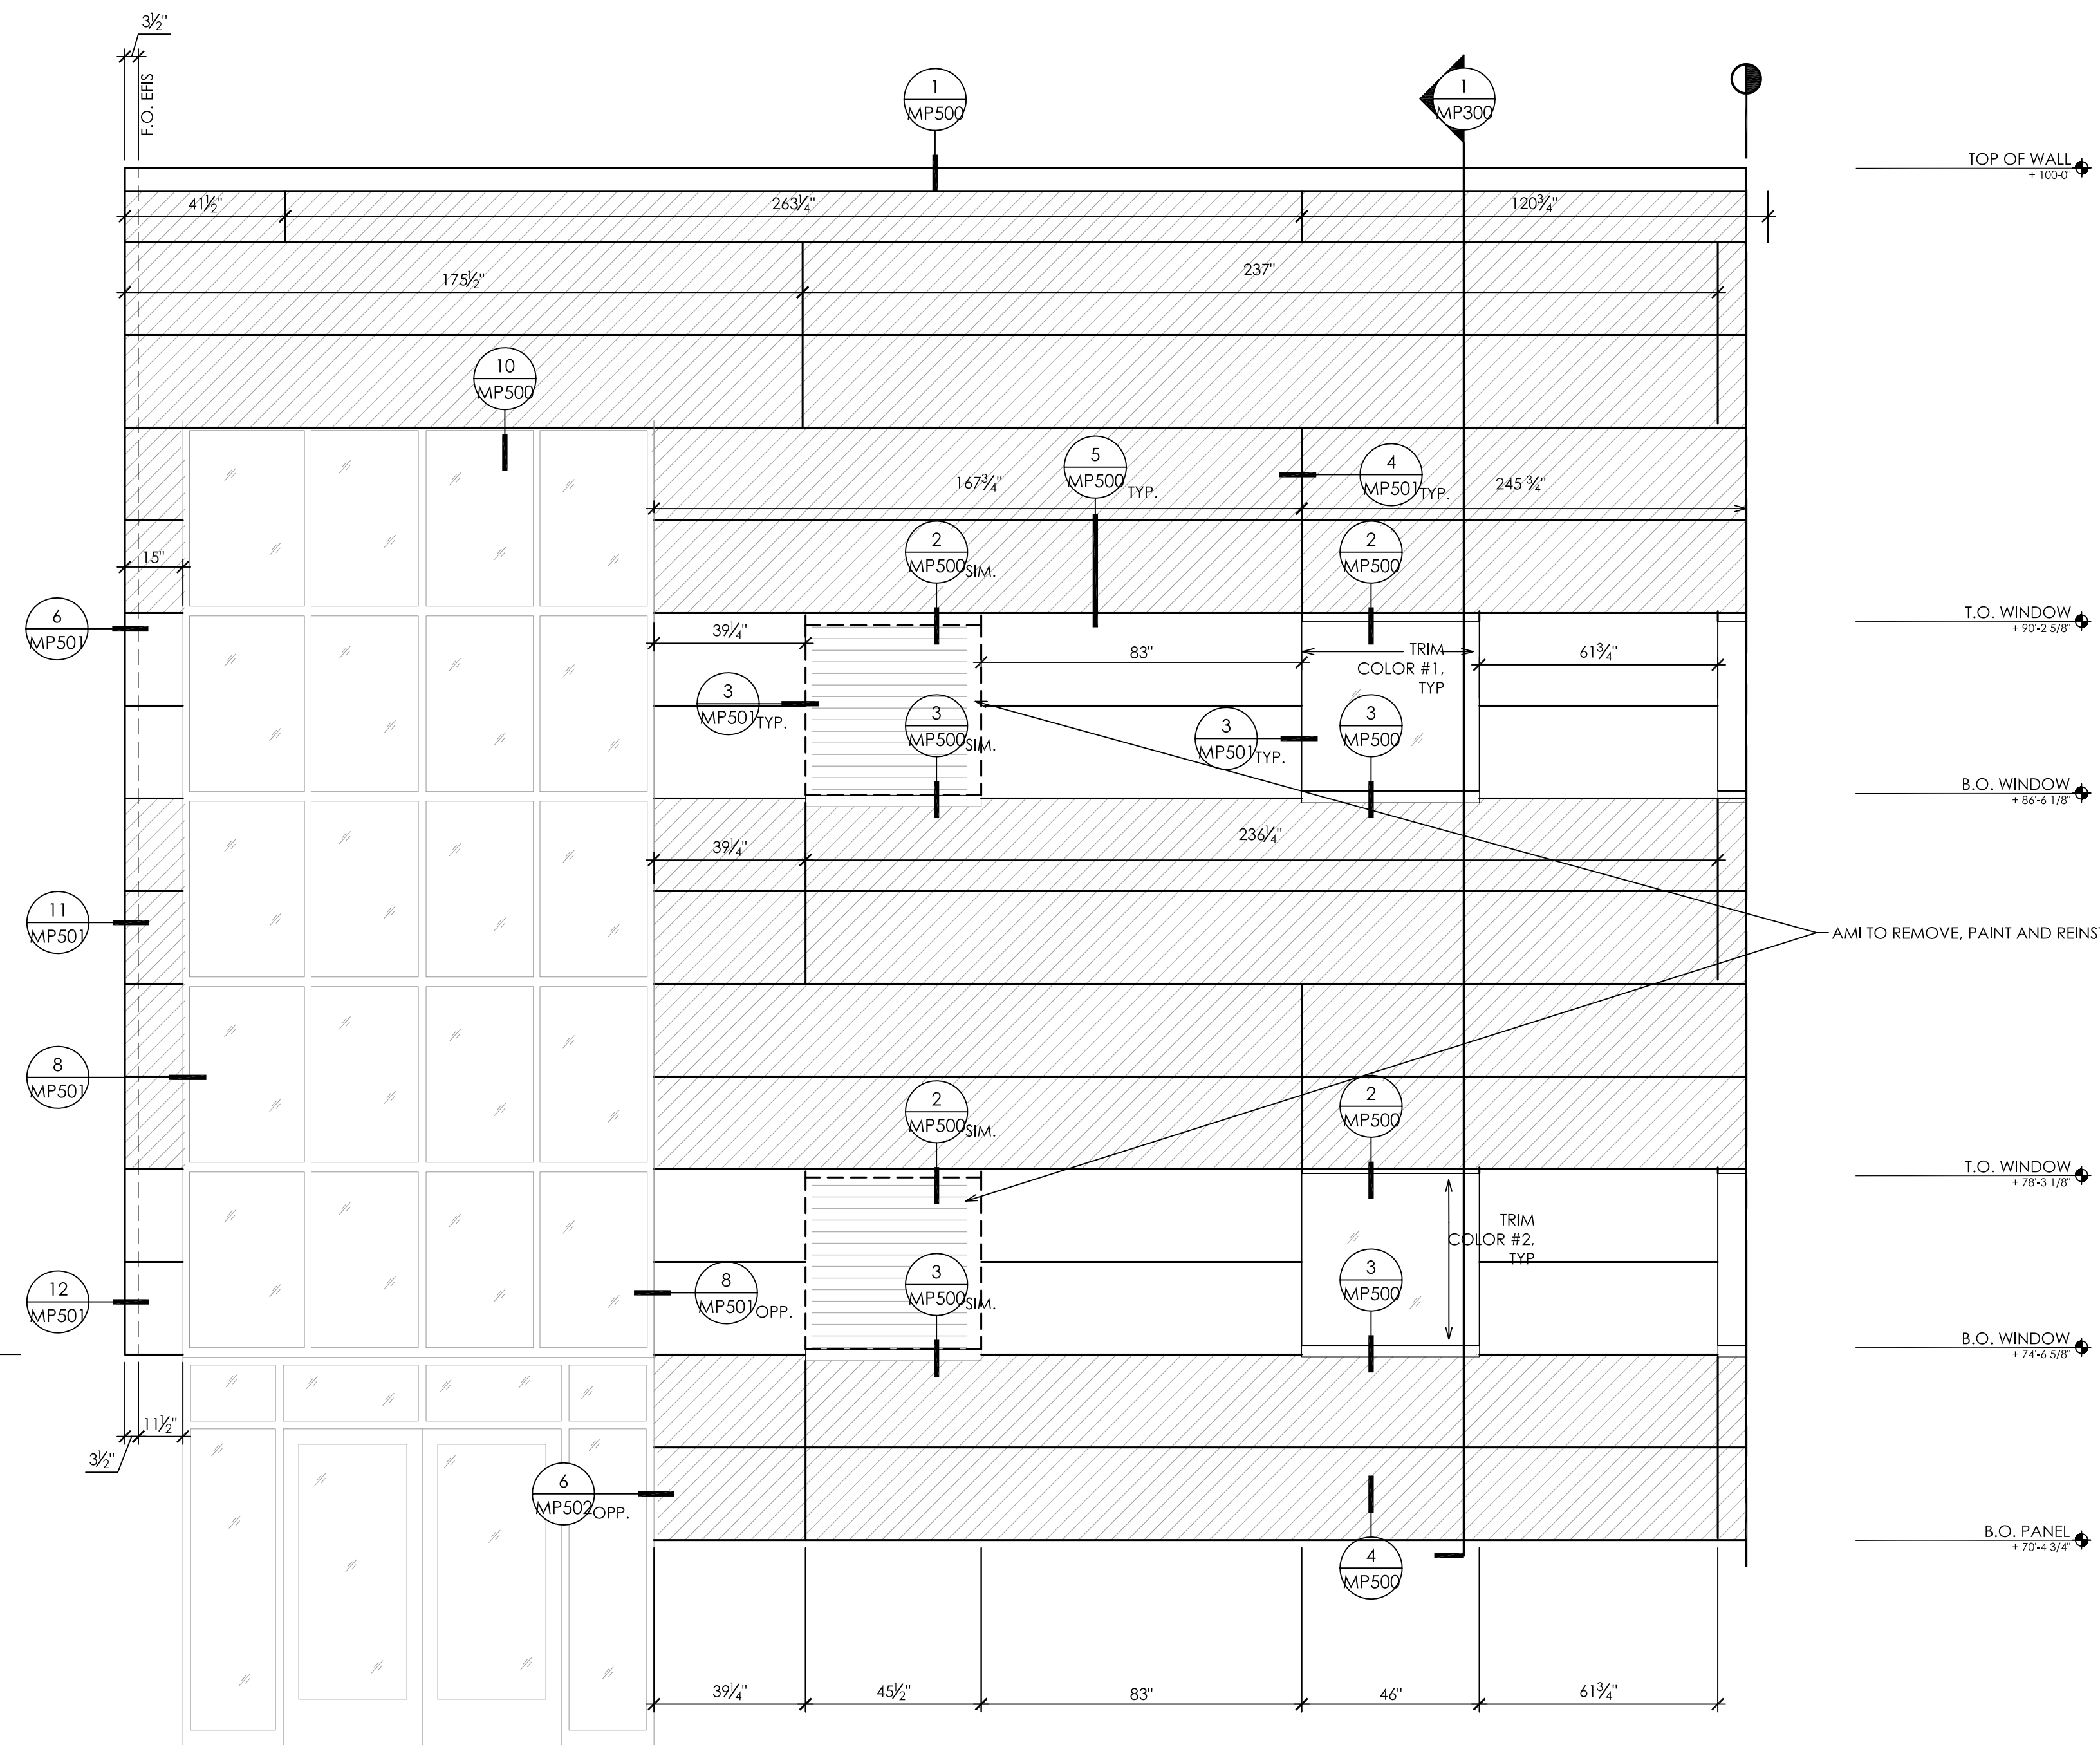 3½"
F.O. EFIS
1
MP500
1
MP300
TOP OF WALL
+ 100-0"
41½"
263¼"
120¾"
175½"
237"
10
MP500
5
MP500 TYP.
4
MP501 TYP.
167¾"
245 ¾"
15"
2
MP500 SIM.
2
MP500
6
MP501
T.O. WINDOW
+ 90'-2 5/8"
39¼"
83"
TRIM
COLOR #1,
TYP
61¾"
3
MP501 TYP.
3
MP500 SIM.
3
MP501 TYP.
3
MP500
B.O. WINDOW
+ 86'-6 1/8"
39¼"
236¼"
11
MP501
AMI TO REMOVE, PAINT AND REINS
8
MP501
2
MP500 SIM.
2
MP500
T.O. WINDOW
+ 78'-3 1/8"
TRIM
COLOR #2,
TYP
12
MP501
8
MP501 OPP.
3
MP500 SIM.
3
MP500
B.O. WINDOW
+ 74'-6 5/8"
11½"
3½"
6
MP502 OPP.
B.O. PANEL
+ 70'-4 3/4"
4
MP500
39¼"
45½"
83"
46"
61¾"